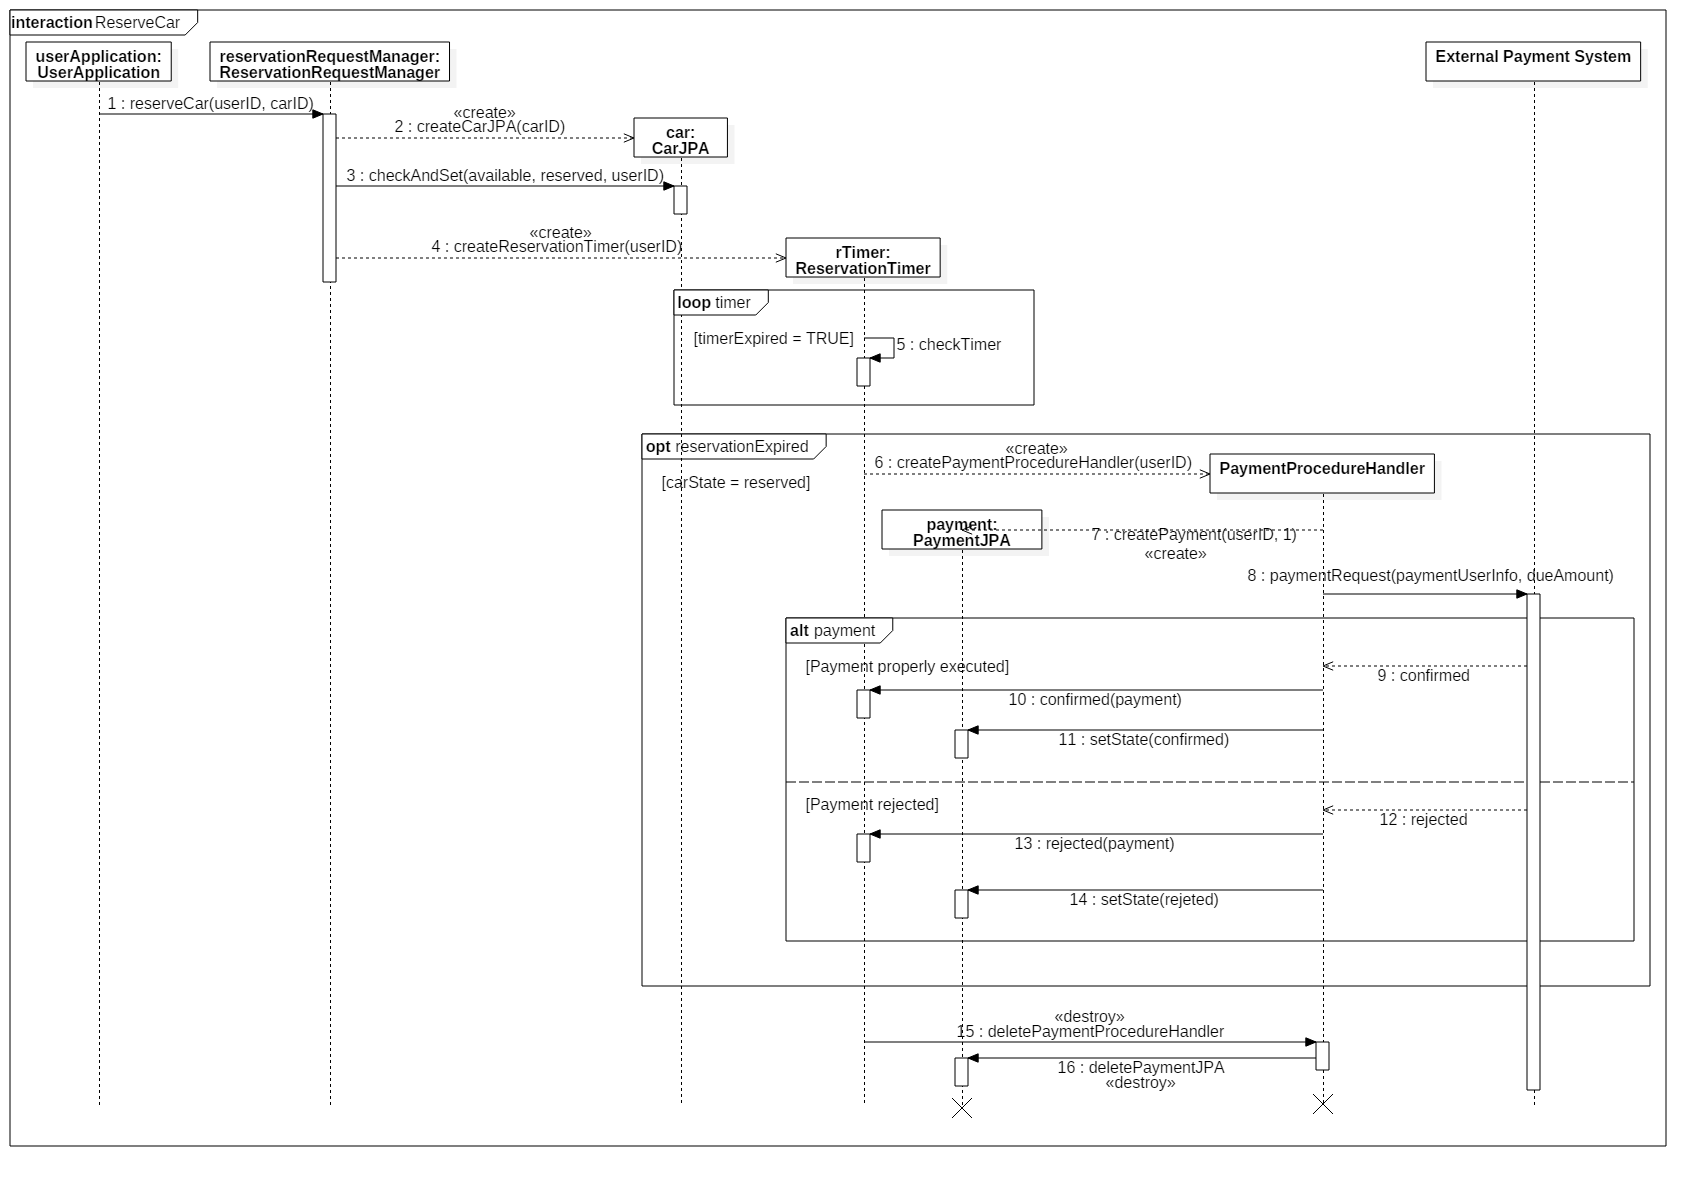 interaction ReserveCar
userApplication:
UserApplication
reservationRequestManager:
ReservationRequestManager
External Payment System
1 : reserveCar(userID, carID)
«create»
2 : createCarJPA(carID)
car:
CarJPA
3 : checkAndSet(available, reserved, userID)
«create»
4 : createReservationTimer(userID)
rTimer:
ReservationTimer
loop timer
[timerExpired = TRUE]
5 : checkTimer
opt reservationExpired
«create»
6 : createPaymentProcedureHandler(userID)
PaymentProcedureHandler
[carState = reserved]
payment:
PaymentJPA
7 : createPayment(userID, 1)
«create»
8 : paymentRequest(paymentUserInfo, dueAmount)
alt payment
[Payment properly executed]
9 : confirmed
10 : confirmed(payment)
11 : setState(confirmed)
[Payment rejected]
12 : rejected
13 : rejected(payment)
14 : setState(rejeted)
«destroy»
15 : deletePaymentProcedureHandler
16 : deletePaymentJPA
«destroy»